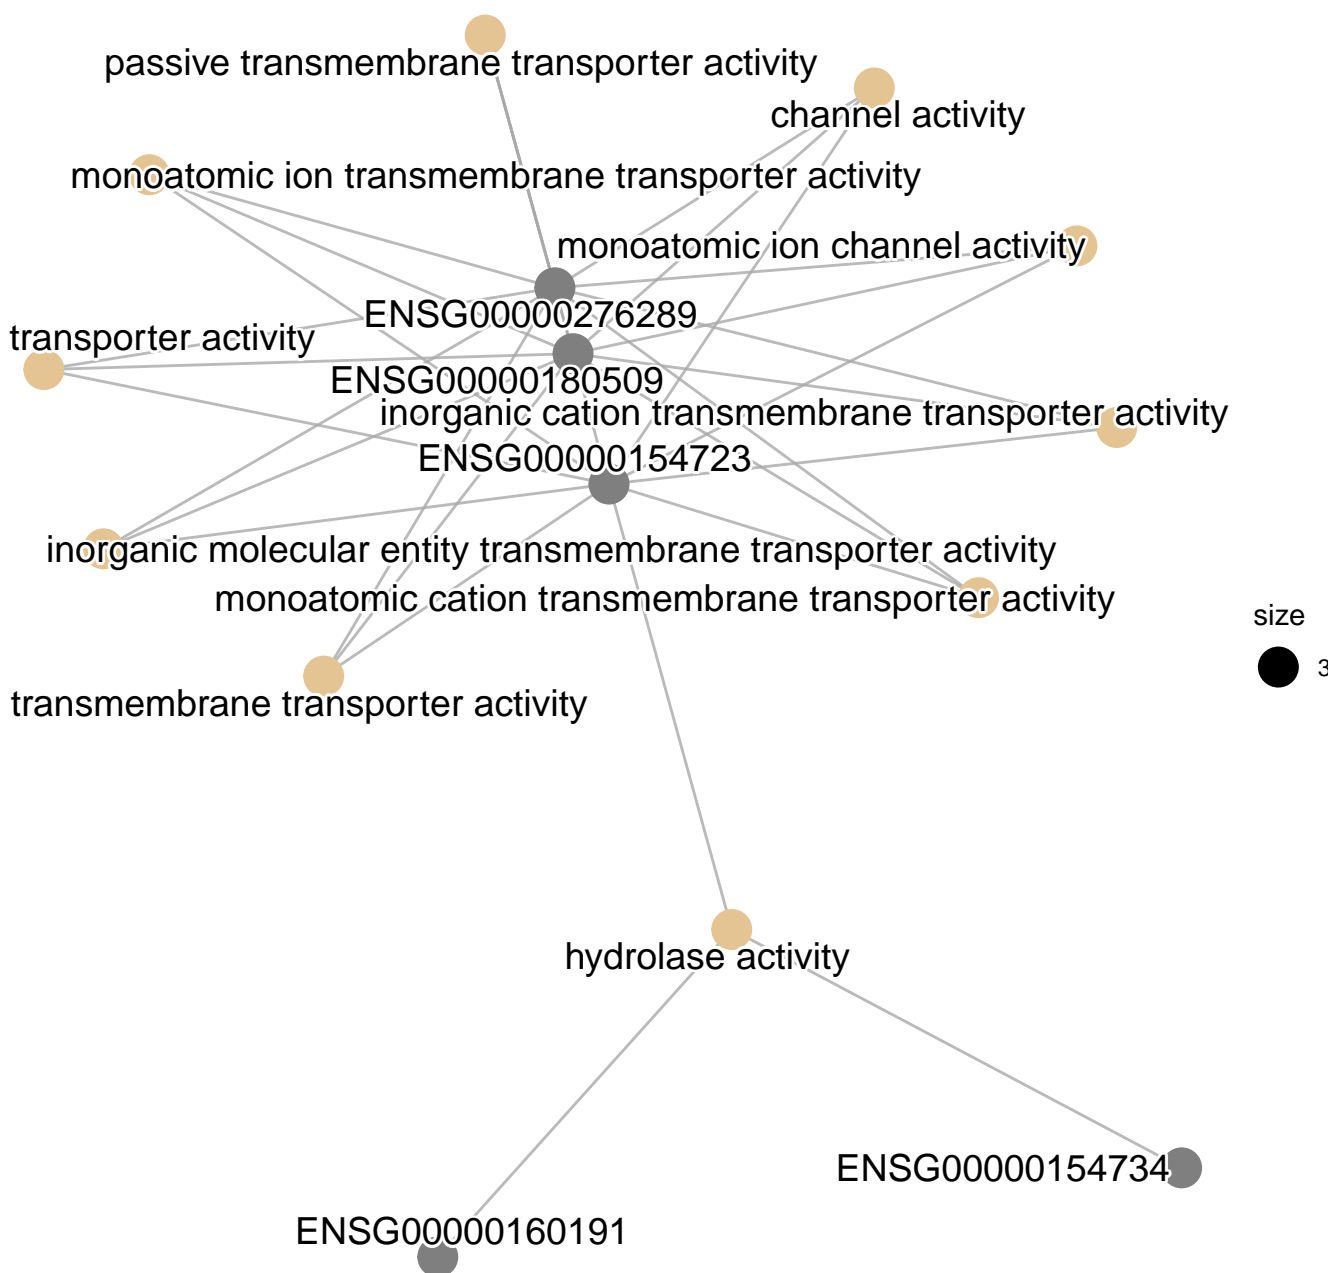 passive transmembrane transporter activity
channel activity
monoatomic ion transmembrane transporter activity
monoatomic ion channel activity
ENSG00000276289
transporter activity
ENSG00000180509
inorganic cation transmembrane transporter activity
ENSG00000154723
inorganic molecular entity transmembrane transporter activity
monoatomic cation transmembrane transporter activity
size
3
transmembrane transporter activity
hydrolase activity
ENSG00000154734
ENSG00000160191